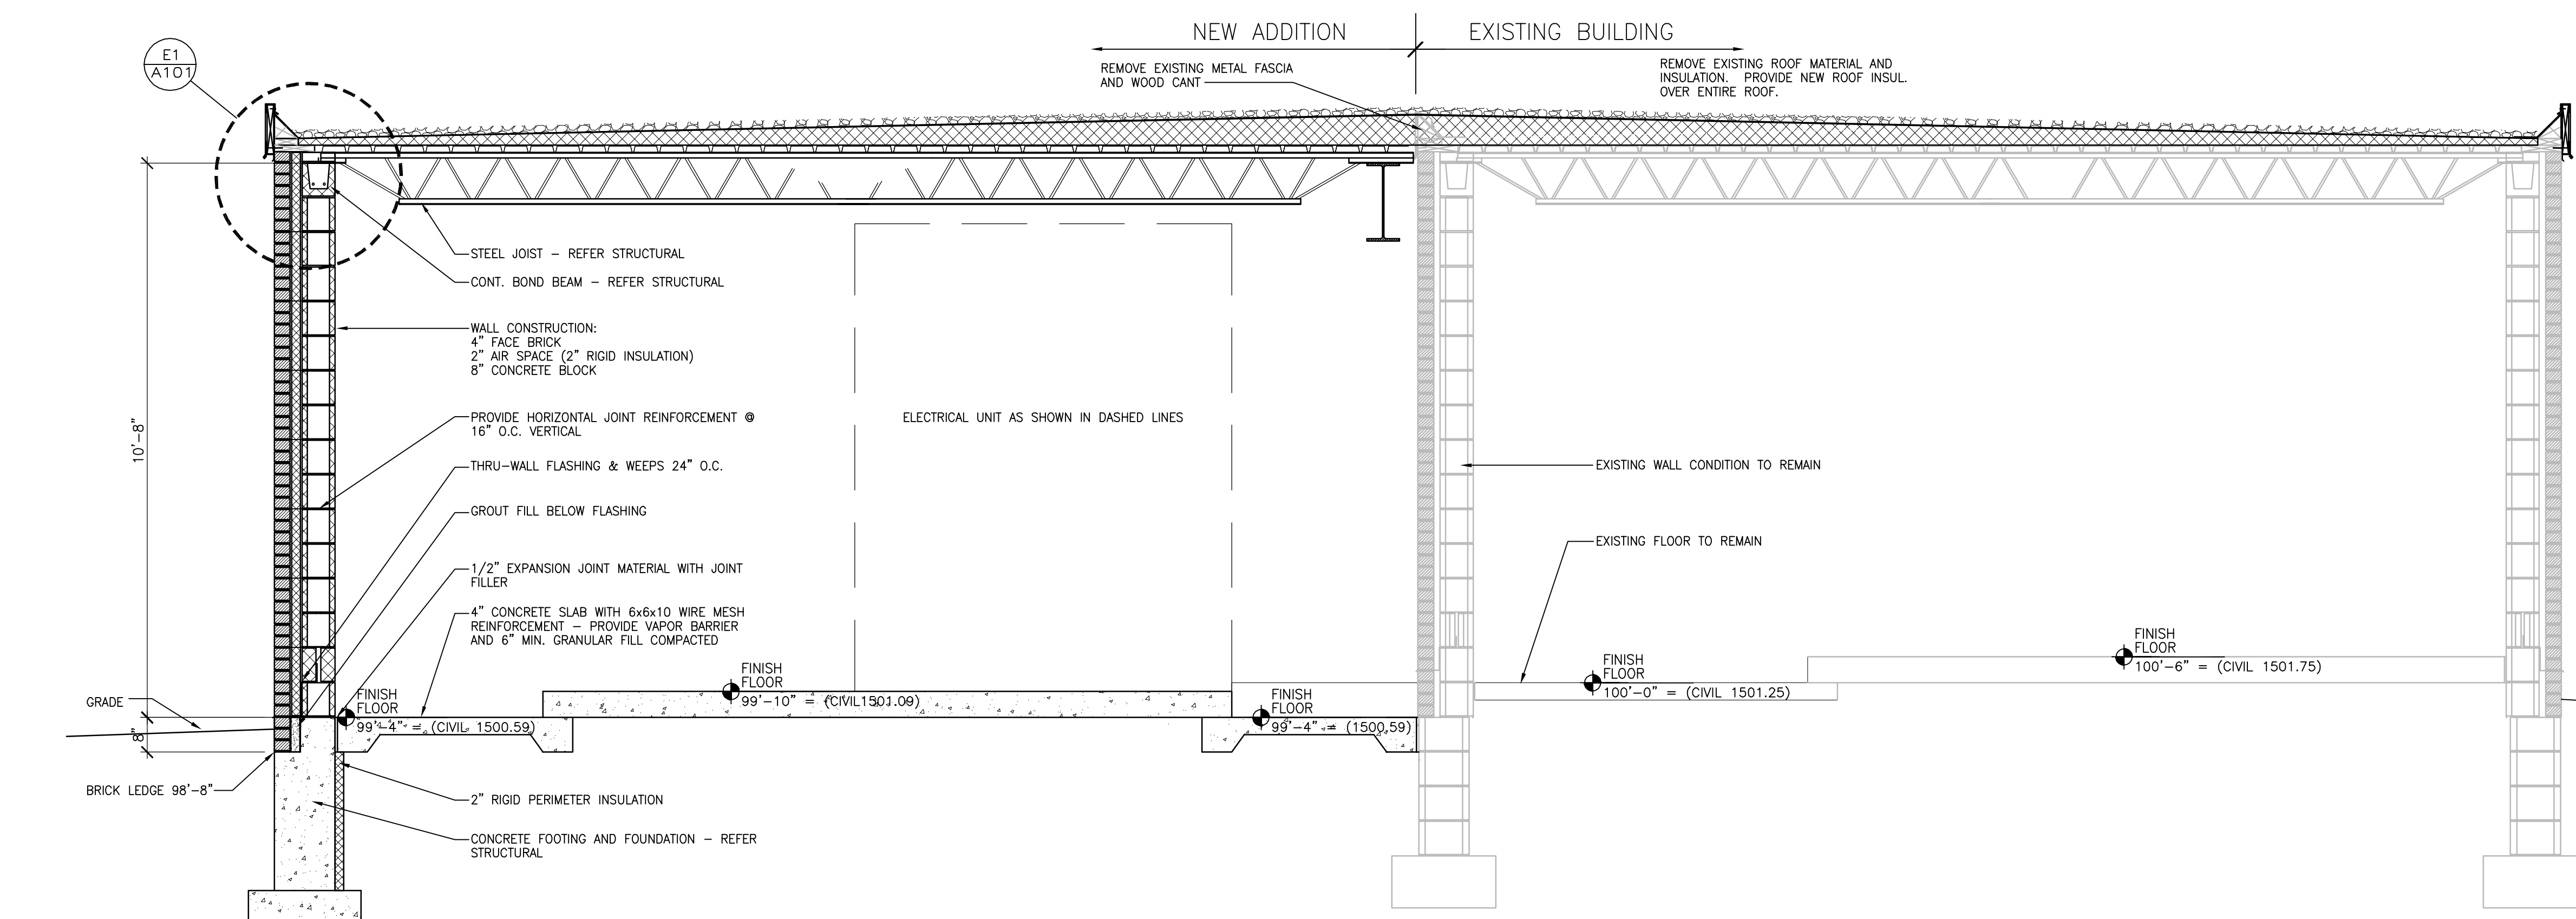 NEW ADDITION
EXISTING BUILDING
E1
A101
REMOVE EXISTING METAL FASCIA
AND WOOD CANT
REMOVE EXISTING ROOF MATERIAL AND
INSULATION. PROVIDE NEW ROOF INSUL.
OVER ENTIRE ROOF.
STEEL JOIST – REFER STRUCTURAL
CONT. BOND BEAM – REFER STRUCTURAL
WALL CONSTRUCTION:
4" FACE BRICK
2" AIR SPACE (2" RIGID INSULATION)
8" CONCRETE BLOCK
PROVIDE HORIZONTAL JOINT REINFORCEMENT @
16" O.C. VERTICAL
ELECTRICAL UNIT AS SHOWN IN DASHED LINES
10'-8"
THRU-WALL FLASHING & WEEPS 24" O.C.
EXISTING WALL CONDITION TO REMAIN
GROUT FILL BELOW FLASHING
EXISTING FLOOR TO REMAIN
1/2" EXPANSION JOINT MATERIAL WITH JOINT
FILLER
4" CONCRETE SLAB WITH 6x6x10 WIRE MESH
REINFORCEMENT – PROVIDE VAPOR BARRIER
AND 6" MIN. GRANULAR FILL COMPACTED
FINISH
FLOOR
100'-6" = (CIVIL 1501.75)
FINISH
FLOOR
100'-0" = (CIVIL 1501.25)
FINISH
FLOOR
99'-10" = (CIVIL1501.09)
FINISH
FLOOR
99'-4" = (CIVIL 1500.59)
FINISH
FLOOR
99'-4" = (1500.59)
GRADE
8"
BRICK LEDGE 98'-8"
2" RIGID PERIMETER INSULATION
CONCRETE FOOTING AND FOUNDATION – REFER
STRUCTURAL